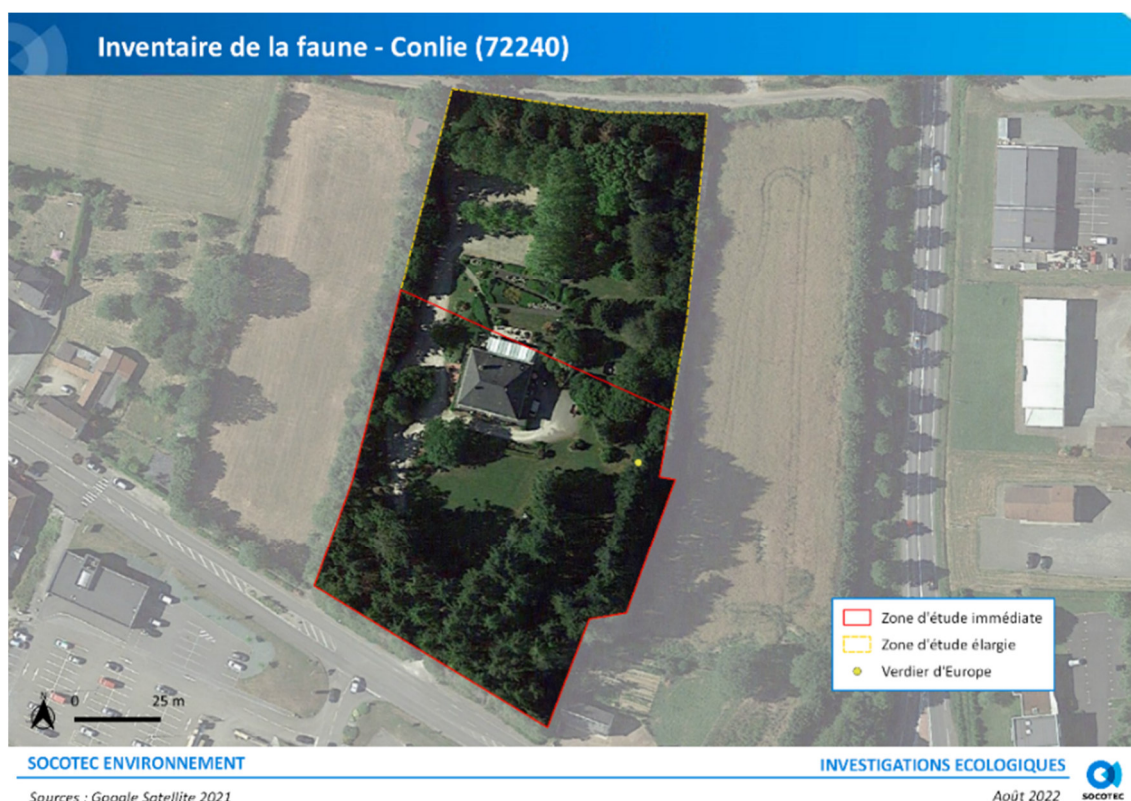 Inventaire de la faune - Conlie (72240)
Zone d'étude immédiate
Zone d'étude élargie
Verdier d'Europe
N
0 25 m
SOCOTEC ENVIRONNEMENT
INVESTIGATIONS ECOLOGIQUES
Sources : Google Satellite 2021
Août 2022
SOCOTEC